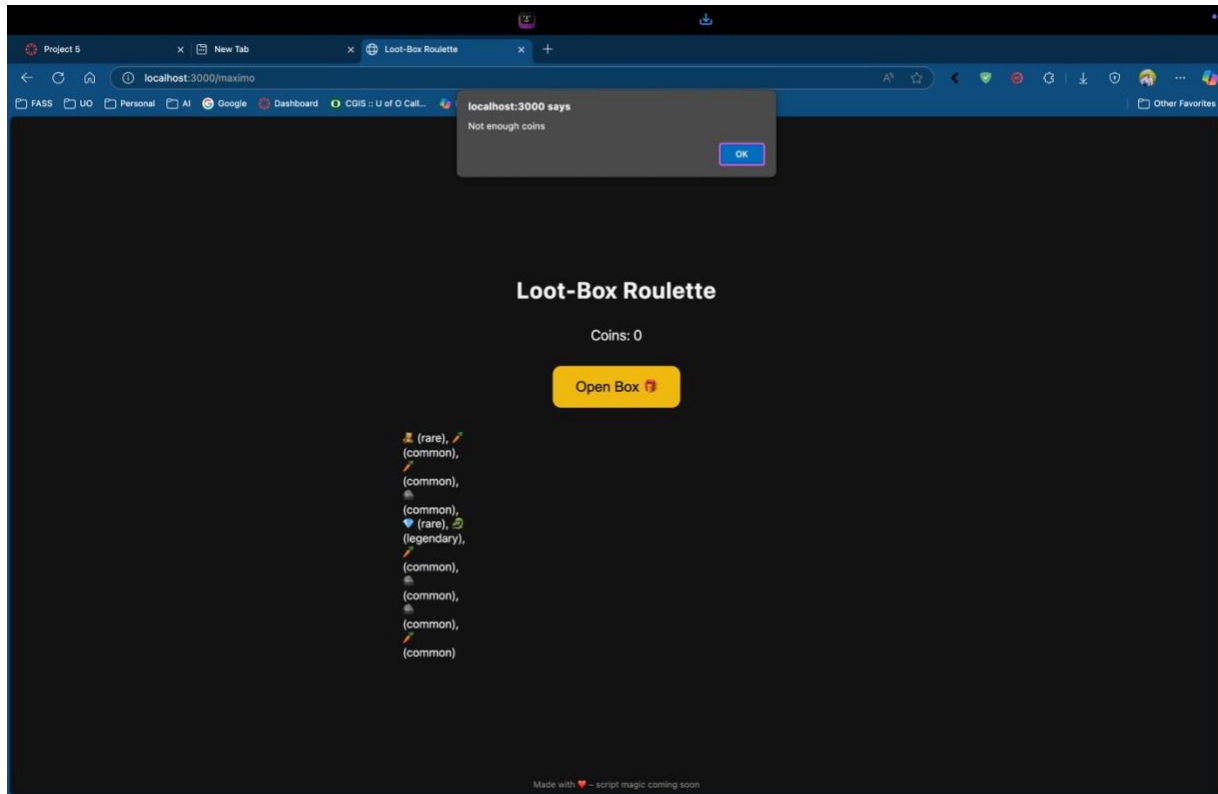 Project 5
New Tab
Loot-Box Roulette
localhost:3000/maximo
FASS
UO
Personal
AI
Google
Dashboard
CGIS :: U of O Call...
Other Favorites
localhost:3000 says
Not enough coins
OK
Loot-Box Roulette
Coins: 0
Open Box 🎁
🧸 (rare), 🥕
(common),
🥕
(common),
🪨
(common),
💎 (rare), 🐉
(legendary),
🥕
(common),
🪨
(common),
🪨
(common),
🥕
(common)
Made with ❤️ – script magic coming soon